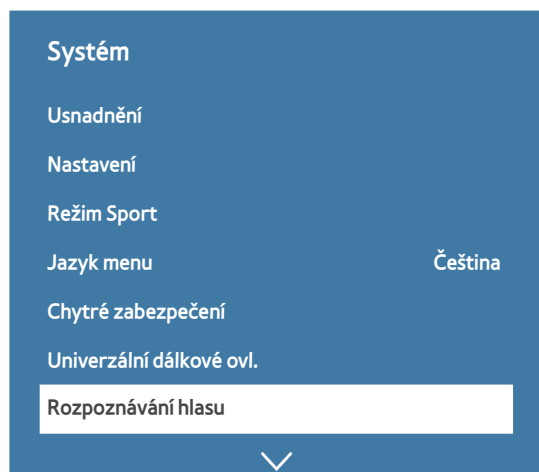 Systém
Usnadnění
Nastavení
Režim Sport
Jazyk menu Čeština
Chytré zabezpečení
Univerzální dálkové ovl.
Rozpoznávání hlasu